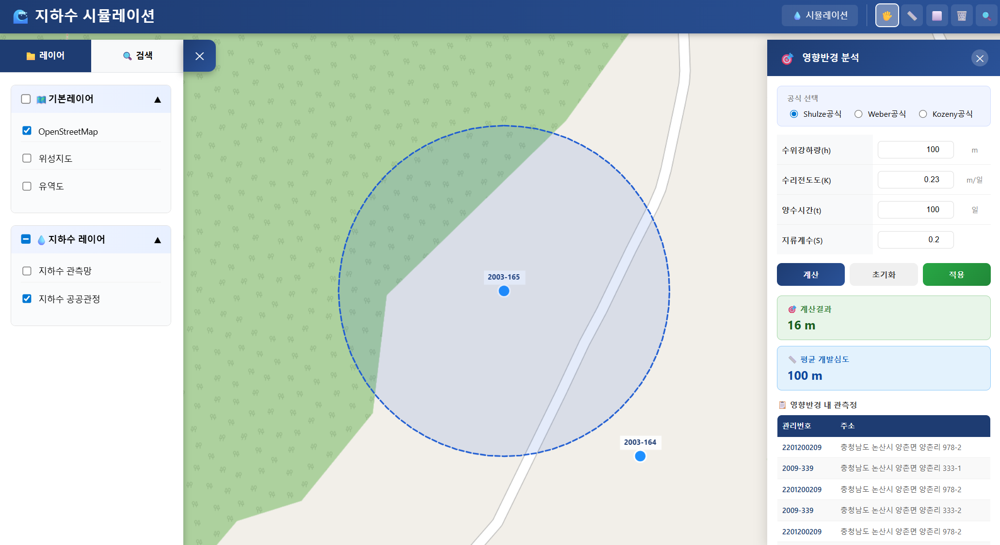 지하수 시뮬레이션
시뮬레이션
레이어
검색
기본레이어
OpenStreetMap
위성지도
유역도
지하수 레이어
지하수 관측망
지하수 공공관정
2003-165
2003-164
영향반경 분석
공식 선택
Shulze공식 Weber공식 Kozeny공식
수위강하량(h) 100 m
수리전도도(K) 0.23 m/일
양수시간(t) 100 일
지류계수(S) 0.2
계산 초기화 적용
계산결과
16 m
평균 개발심도
100 m
영향반경 내 관측정
관리번호 주소
2201200209 충청남도 논산시 양촌면 양촌리 978-2
2009-339 충청남도 논산시 양촌면 양촌리 333-1
2201200209 충청남도 논산시 양촌면 양촌리 978-2
2009-339 충청남도 논산시 양촌면 양촌리 333-2
2201200209 충청남도 논산시 양촌면 양촌리 978-2